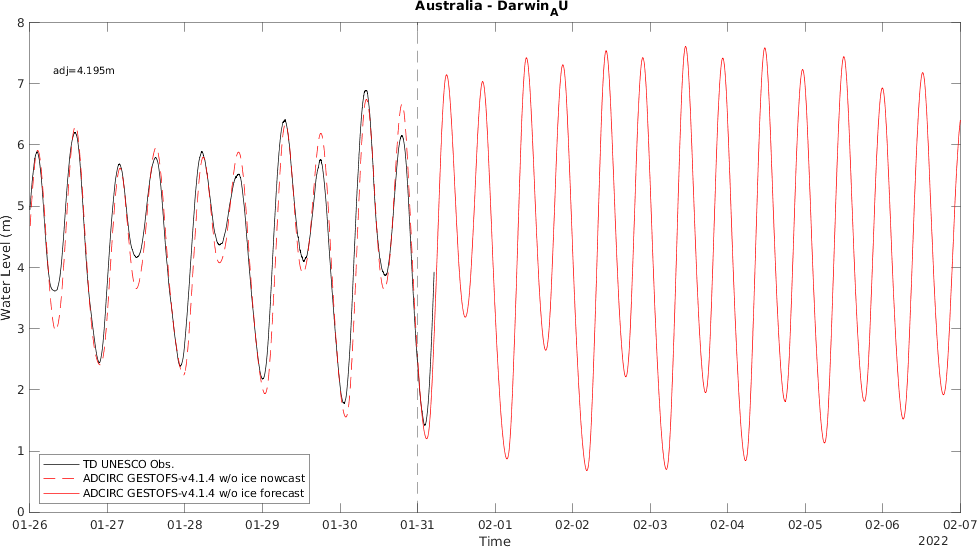 Australia - Darwin_AU
8
adj=4.195m
7
6
5
4
3
2
1
0
Water Level (m)
TD UNESCO Obs.
ADCIRC GESTOFS-v4.1.4 w/o ice nowcast
ADCIRC GESTOFS-v4.1.4 w/o ice forecast
01-26 01-27 01-28 01-29 01-30 01-31 02-01 02-02 02-03 02-04 02-05 02-06 02-07
Time
2022